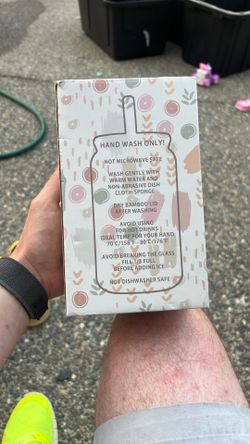 HAND WASH ONLY!
NOT MICROWAVE SAFE
WASH GENTLY WITH
WARM WATER AND
NON-ABRASIVE DISH
CLOTH/SPONGE
DRY BAMBOO LID
AFTER WASHING
AVOID USING
FOR HOT DRINKS
IDEAL TEMP FOR YOUR HAND
70°C/158°F - 80°C/176°F
AVOID BREAKING THE GLASS
FILL 1/3 FULL
BEFORE ADDING ICE
NOT DISHWASHER SAFE